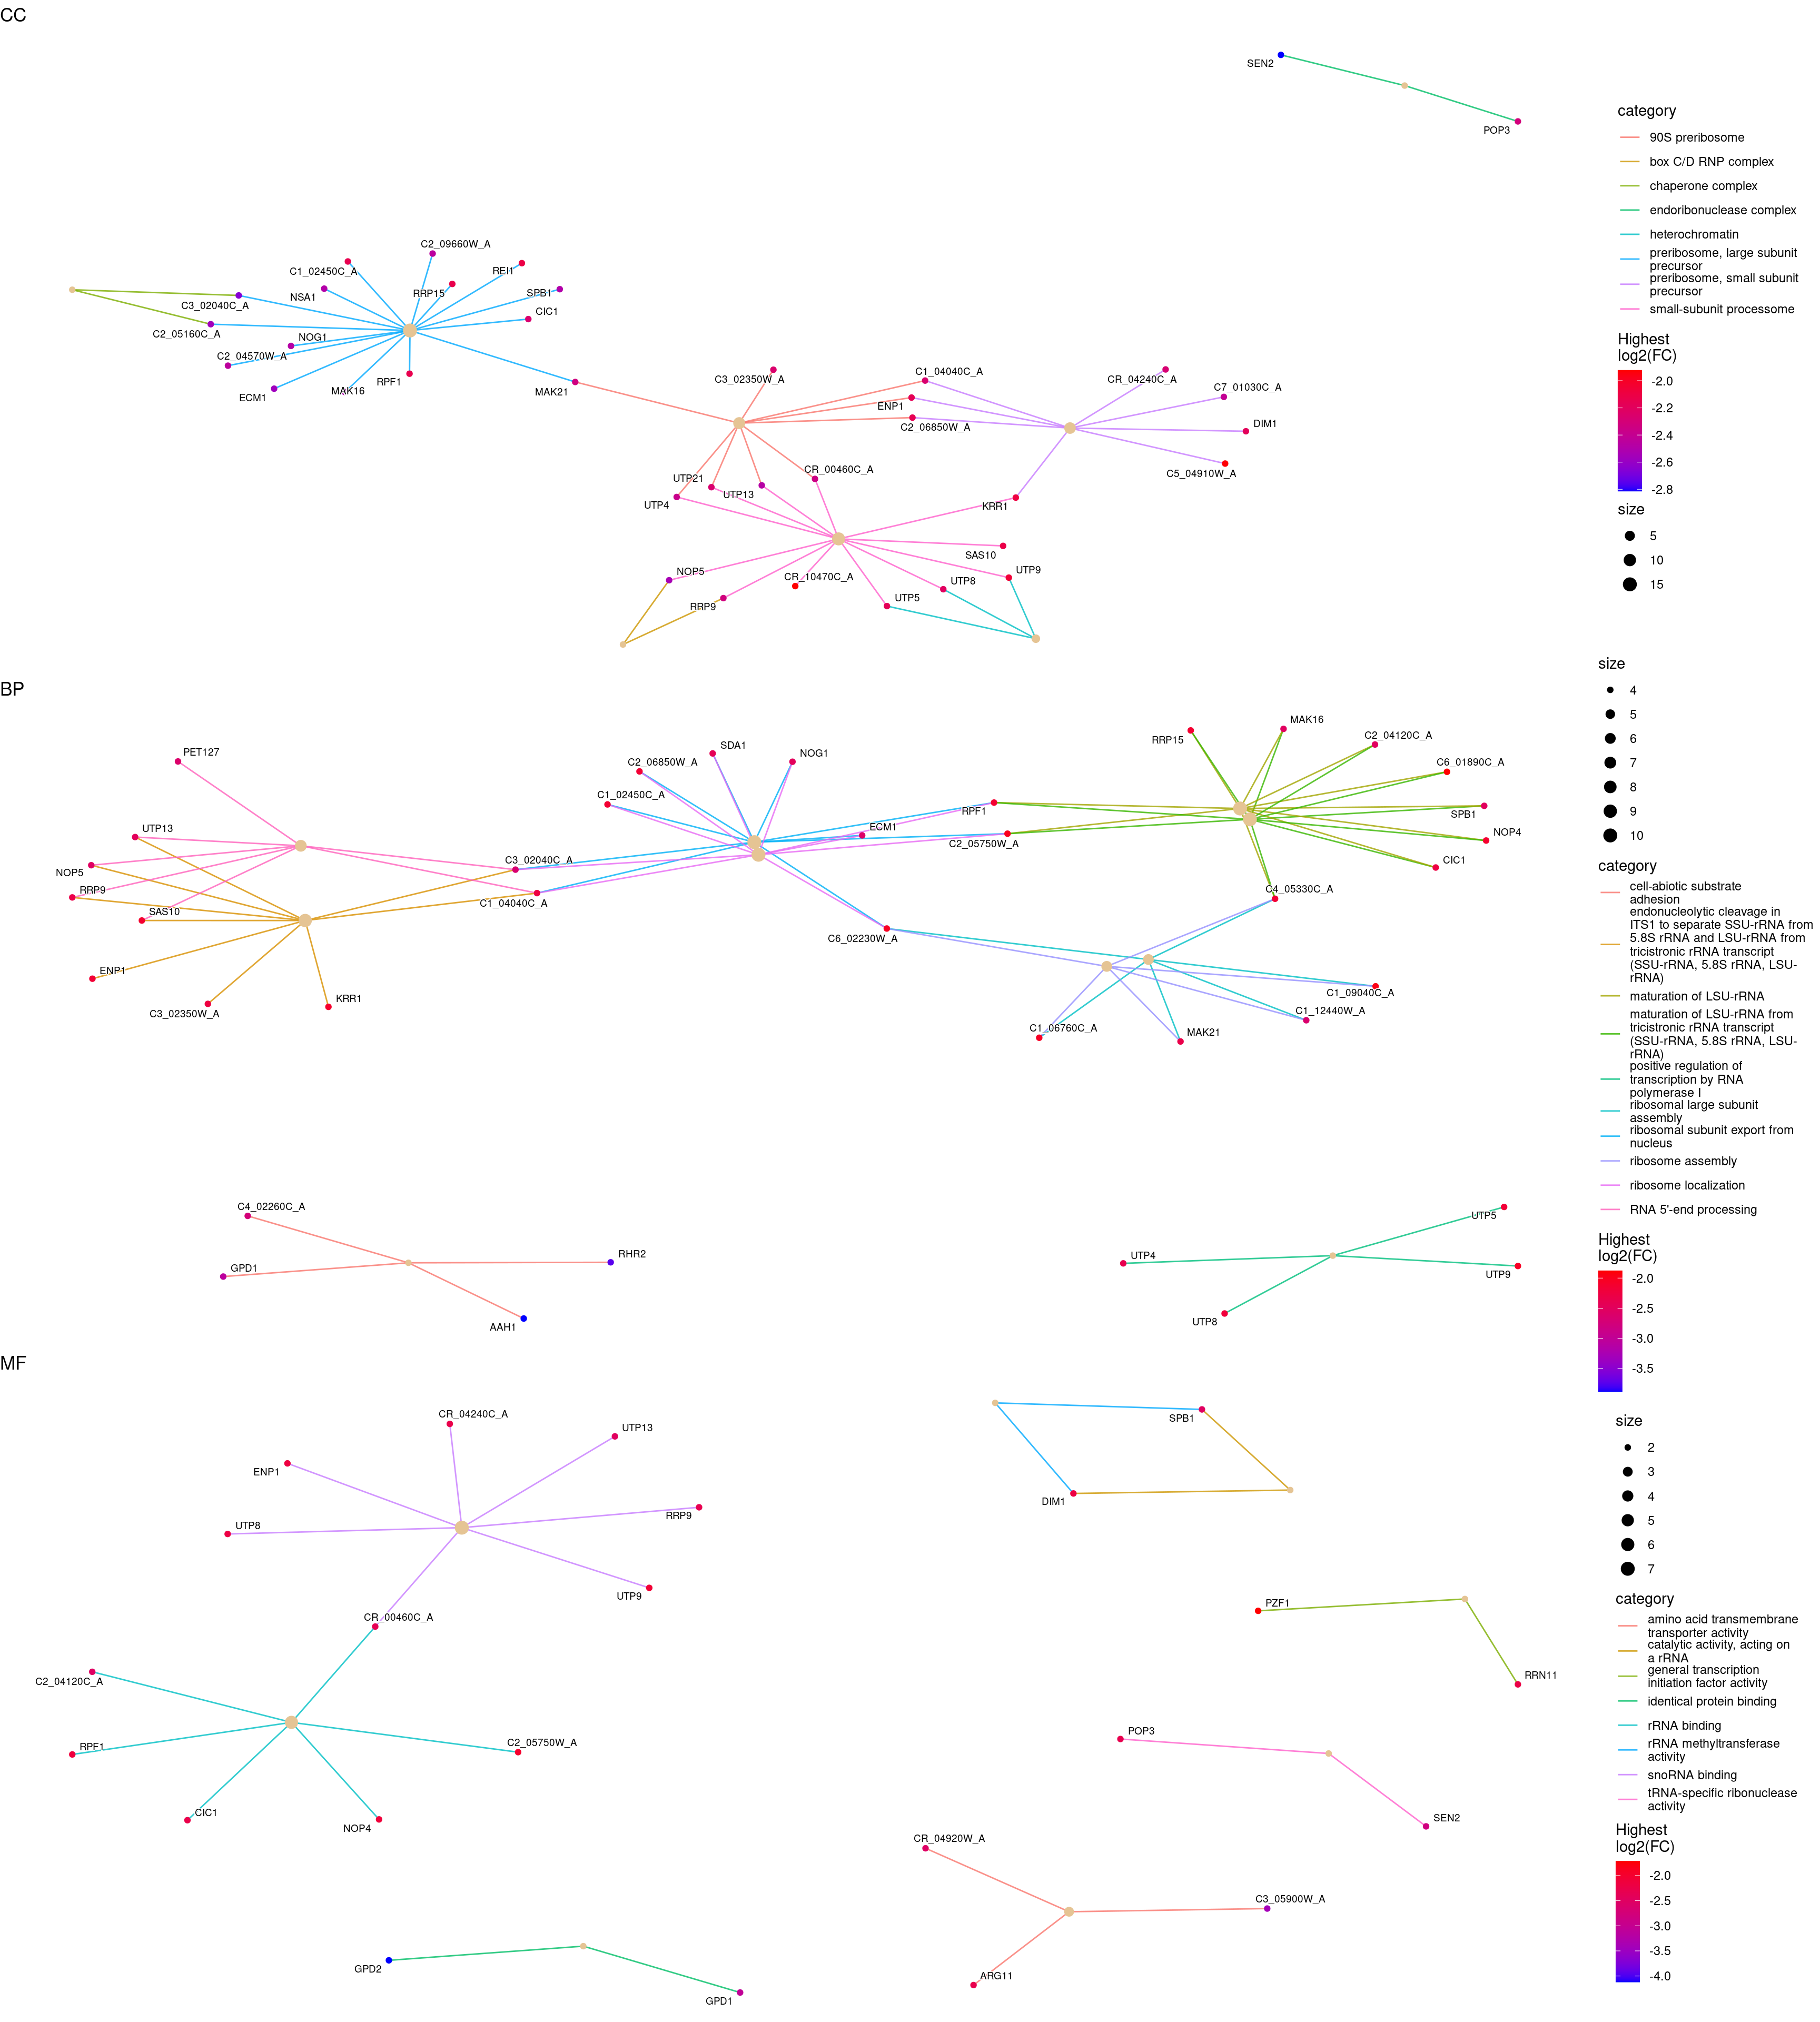 CC
SEN2
POP3
category
90S preribosome
box C/D RNP complex
chaperone complex
endoribonuclease complex
heterochromatin
preribosome, large subunit
precursor
preribosome, small subunit
precursor
small-subunit processome
C2_09660W_A
C1_02450C_A
REI1
NSA1
RRP15
SPB1
C3_02040C_A
CIC1
C2_05160C_A
NOG1
C2_04570W_A
ECM1
MAK16
RPF1
MAK21
C3_02350W_A
C1_04040C_A
CR_04240C_A
C7_01030C_A
ENP1
C2_06850W_A
DIM1
C5_04910W_A
CR_00460C_A
UTP21
UTP13
UTP4
KRR1
SAS10
NOP5
CR_10470C_A
UTP8
UTP9
RRP9
UTP5
Highest
log2(FC)
-2.0
-2.2
-2.4
-2.6
-2.8
size
5
10
15
BP
PET127
UTP13
NOP5
RRP9
SAS10
ENP1
C3_02350W_A
KRR1
C3_02040C_A
C1_04040C_A
C2_06850W_A
C1_02450C_A
SDA1
NOG1
ECM1
RPF1
C2_05750W_A
C6_02230W_A
RRP15
MAK16
C2_04120C_A
C6_01890C_A
SPB1
NOP4
CIC1
C4_05330C_A
C1_09040C_A
C1_12440W_A
C1_06760C_A
MAK21
C4_02260C_A
GPD1
RHR2
AAH1
UTP5
UTP4
UTP9
UTP8
size
4
5
6
7
8
9
10
category
cell-abiotic substrate
adhesion
endonucleolytic cleavage in
ITS1 to separate SSU-rRNA from
5.8S rRNA and LSU-rRNA from
tricistronic rRNA transcript
(SSU-rRNA, 5.8S rRNA, LSU-
rRNA)
maturation of LSU-rRNA
maturation of LSU-rRNA from
tricistronic rRNA transcript
(SSU-rRNA, 5.8S rRNA, LSU-
rRNA)
positive regulation of
transcription by RNA
polymerase I
ribosomal large subunit
assembly
ribosomal subunit export from
nucleus
ribosome assembly
ribosome localization
RNA 5'-end processing
Highest
log2(FC)
-2.0
-2.5
-3.0
-3.5
MF
CR_04240C_A
UTP13
ENP1
RRP9
UTP8
UTP9
CR_00460C_A
C2_04120C_A
RPF1
C2_05750W_A
CIC1
NOP4
SPB1
DIM1
PZF1
RRN11
POP3
SEN2
CR_04920W_A
C3_05900W_A
ARG11
GPD2
GPD1
size
2
3
4
5
6
7
category
amino acid transmembrane
transporter activity
catalytic activity, acting on
a rRNA
general transcription
initiation factor activity
identical protein binding
rRNA binding
rRNA methyltransferase
activity
snoRNA binding
tRNA-specific ribonuclease
activity
Highest
log2(FC)
-2.0
-2.5
-3.0
-3.5
-4.0